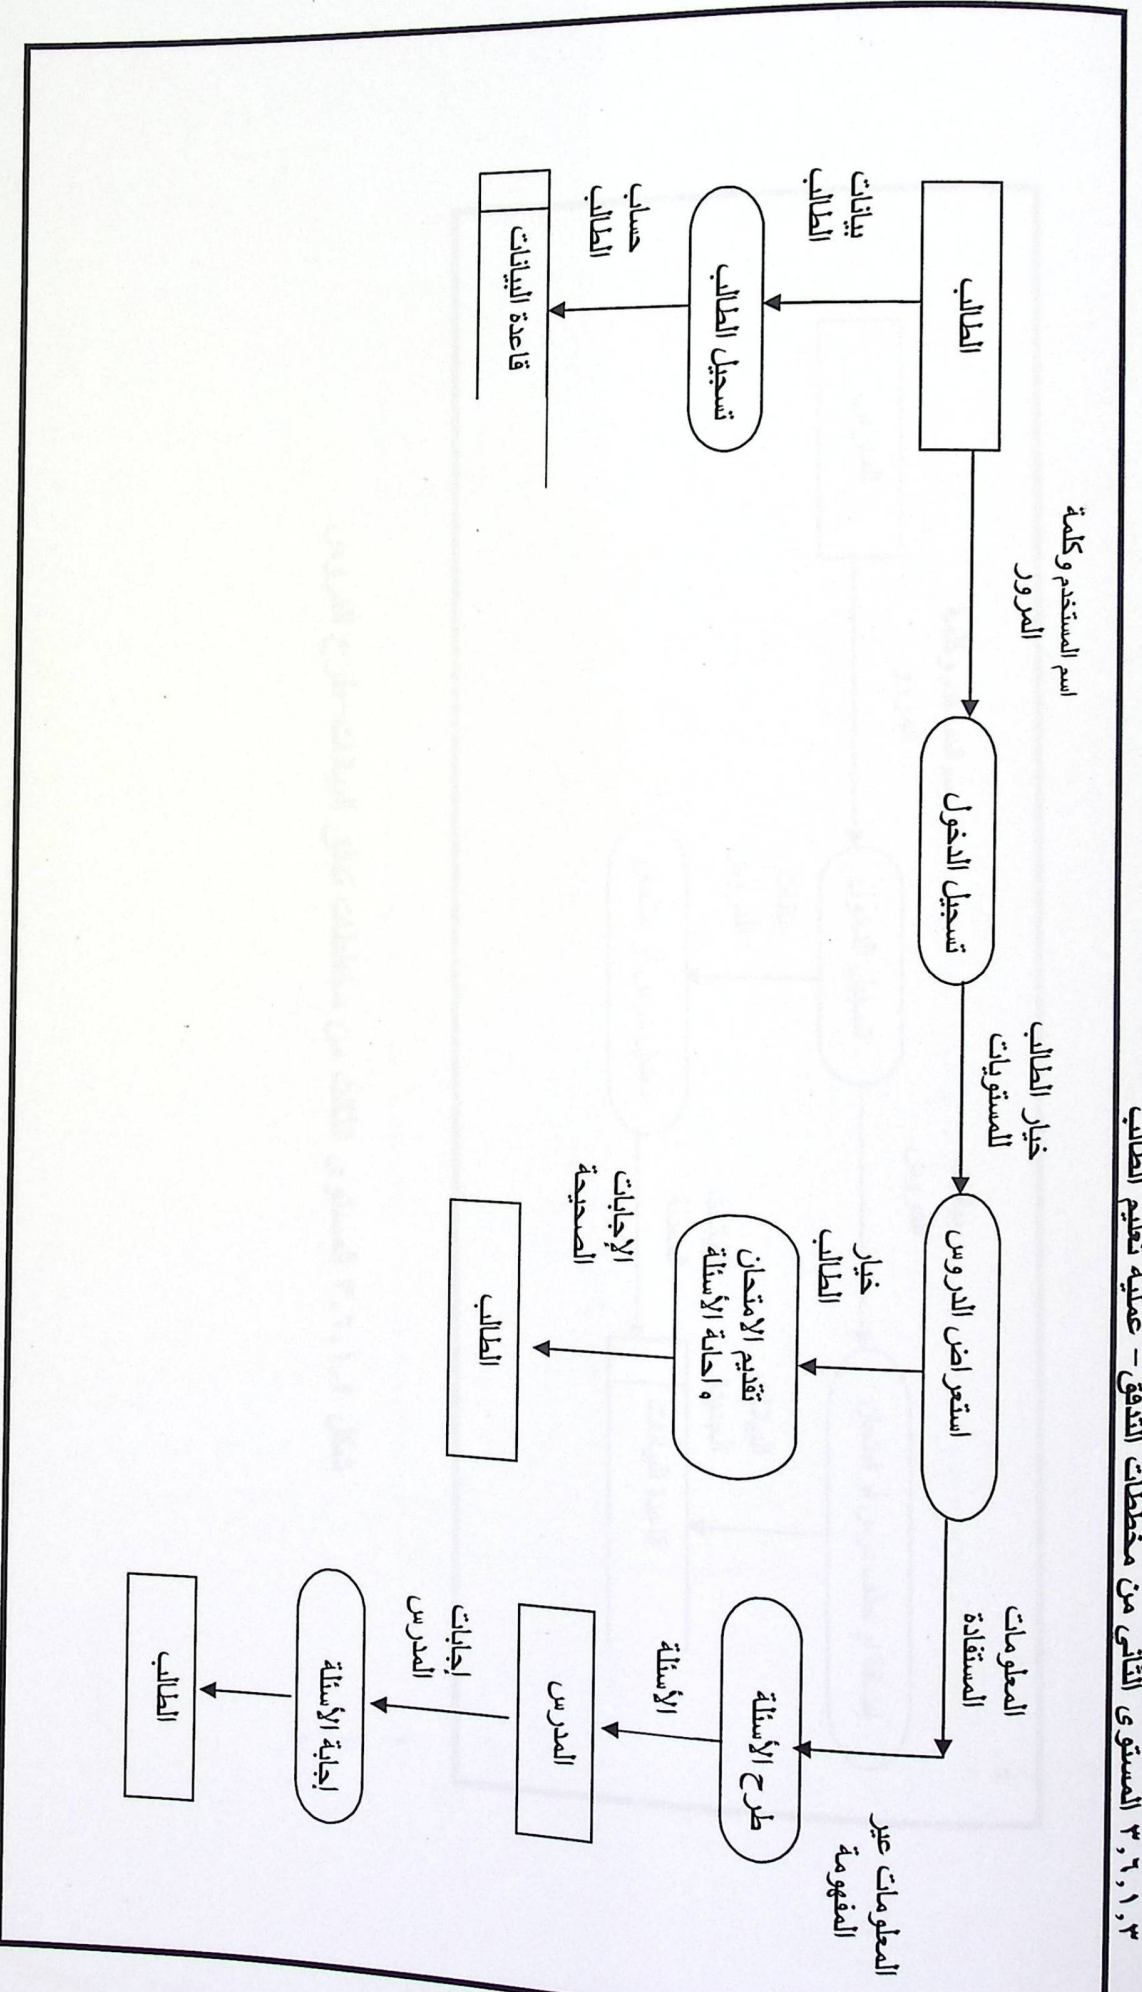 ٣,٦,١,٣ المستوى الثاني من مخططات التدفق – عملية تعليم الطالب
الطالب
اسم المستخدم وكلمة
المرور
تسجيل الدخول
خيار الطالب
للمستويات
استعراض الدروس
المعلومات
المستفادة
بيانات
الطالب
تسجيل الطالب
حساب
الطالب
قاعدة البيانات
خيار
الطالب
تقديم الامتحان
و اجابة الأسئلة
الإجابات
الصحيحة
الطالب
المعلومات غير
المفهومة
طرح الأسئلة
الأسئلة
المدرس
إجابات
المدرس
إجابة الأسئلة
الطالب